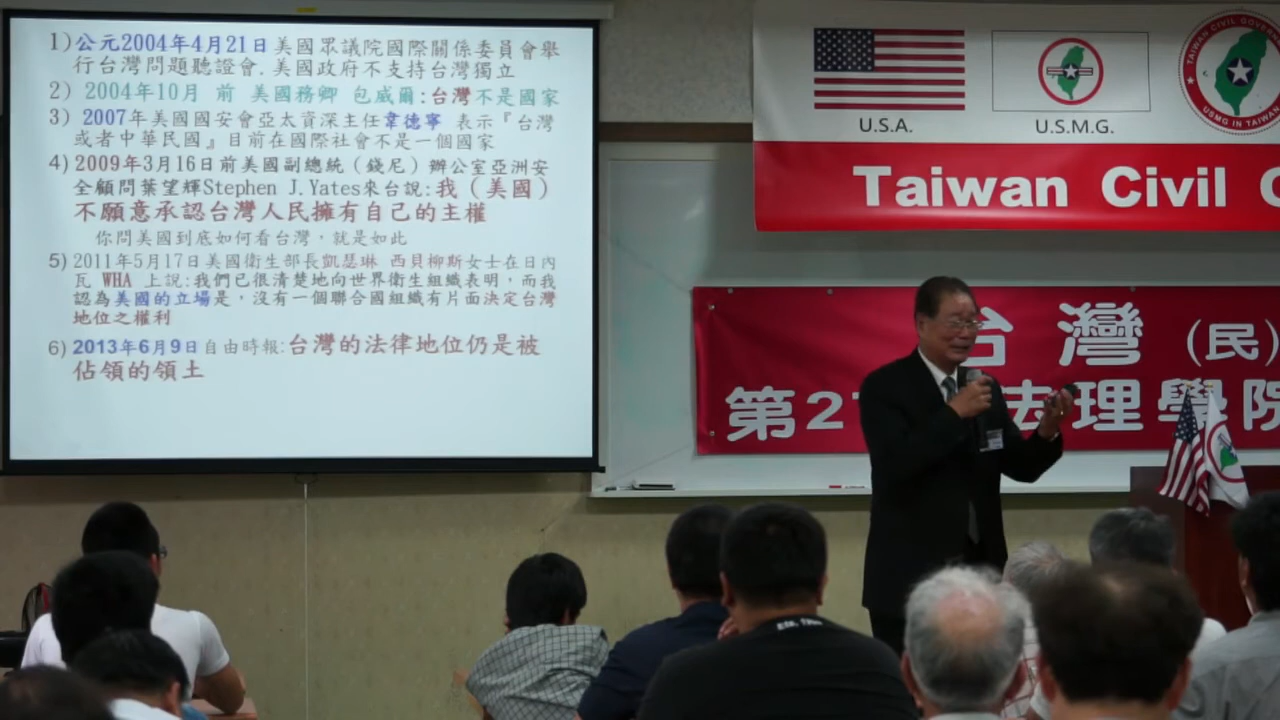 1)公元2004年4月21日美國眾議院國際關係委員會舉
行台灣問題聽證會.美國政府不支持台灣獨立
2) 2004年10月 前 美國務卿 包威爾:台灣不是國家
3) 2007年美國國安會亞太資深主任韋德寧 表示『台灣
或者中華民國』目前在國際社會不是一個國家
4)2009年3月16日前美國副總統(錢尼)辦公室亞洲安
全顧問葉望輝Stephen J.Yates來台說:我(美國)
不願意承認台灣人民擁有自己的主權
你問美國到底如何看台灣,就是如此
5)2011年5月17日美國衛生部長凱瑟琳 西貝柳斯女士在日內
瓦 WHA 上說:我們已很清楚地向世界衛生組織表明,而我
認為美國的立場是,沒有一個聯合國組織有片面決定台灣
地位之權利
6)2013年6月9日自由時報:台灣的法律地位仍是被
佔領的領土
U.S.A.
U.S.M.G.
TAIWAN CIVIL
USMG IN TAIWAN
Taiwan Civil
台灣(民)
第2 法理學院